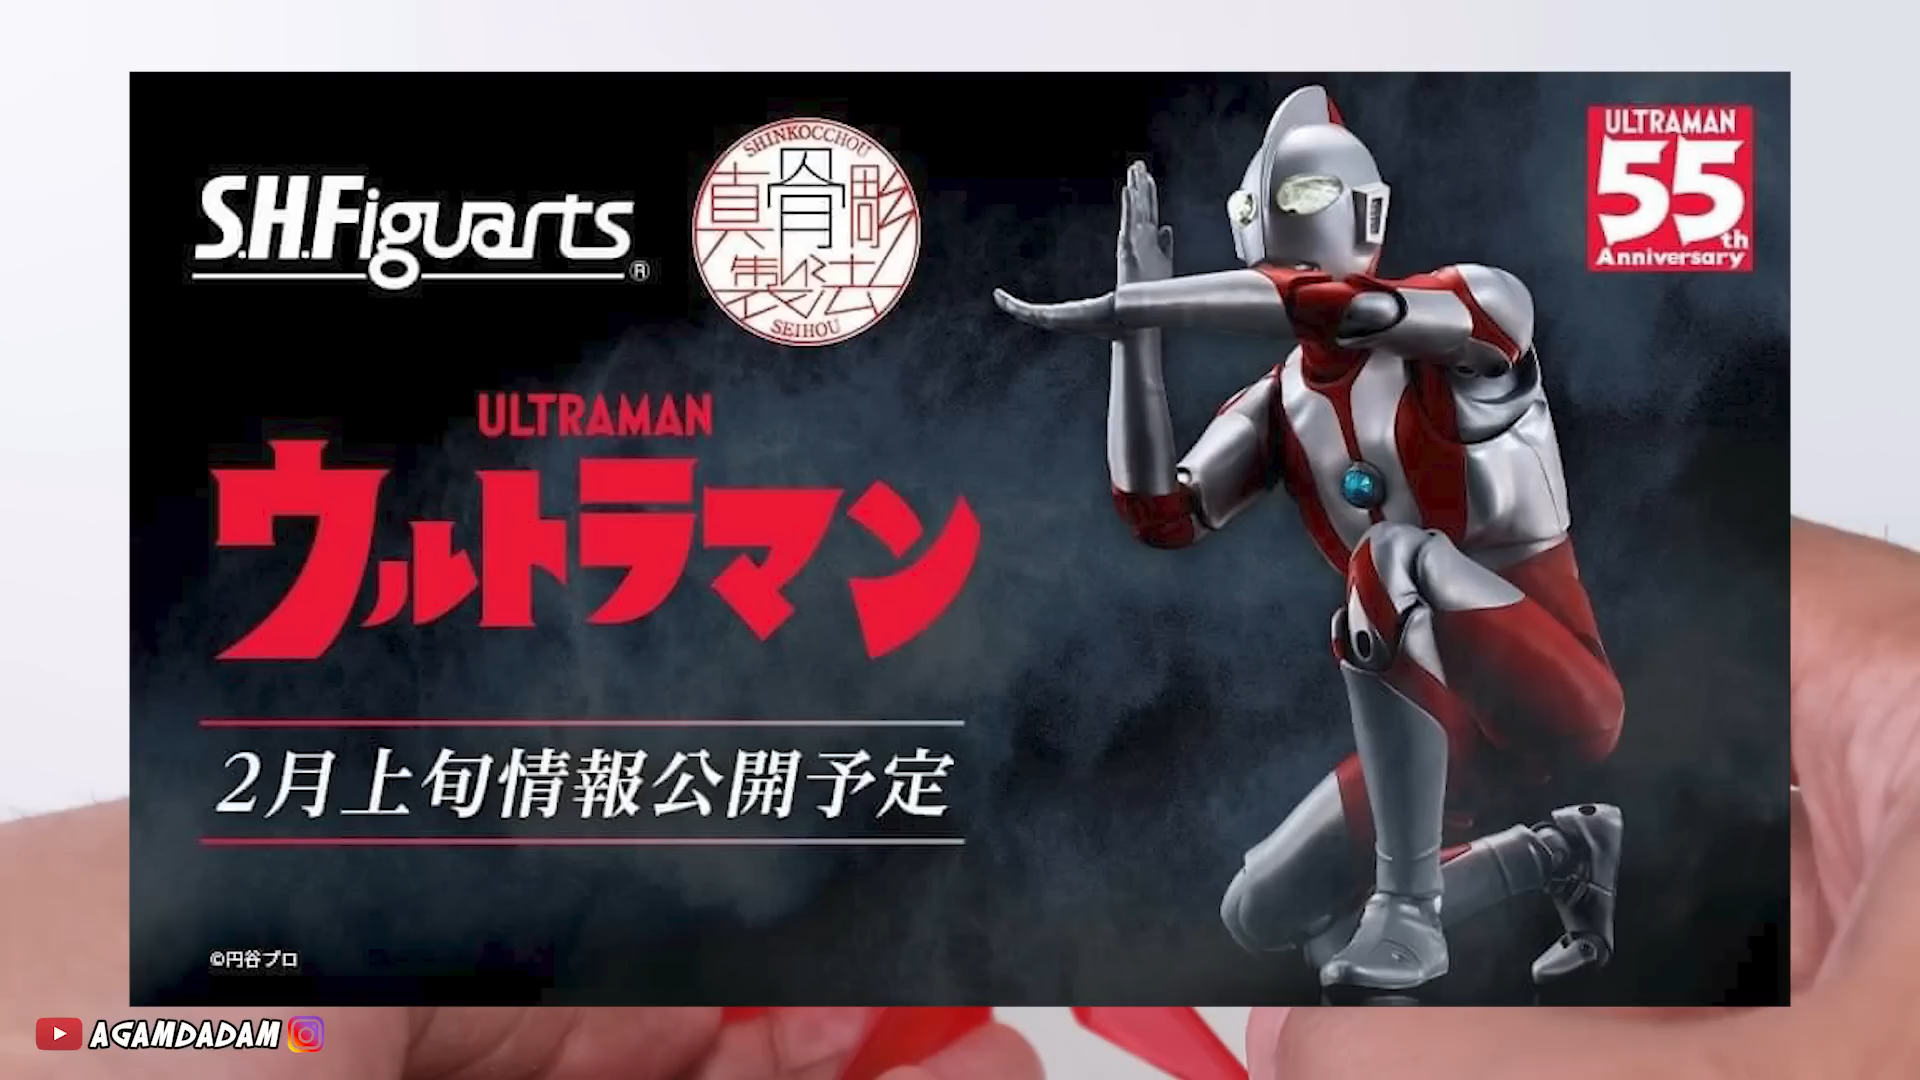 S.H.Figuarts®
SHINKOCCHOU
真骨彫
製法
SEIHOU
ULTRAMAN
55th
Anniversary
ULTRAMAN
ウルトラマン
2月上旬情報公開予定
©円谷プロ
AGAMDADAM